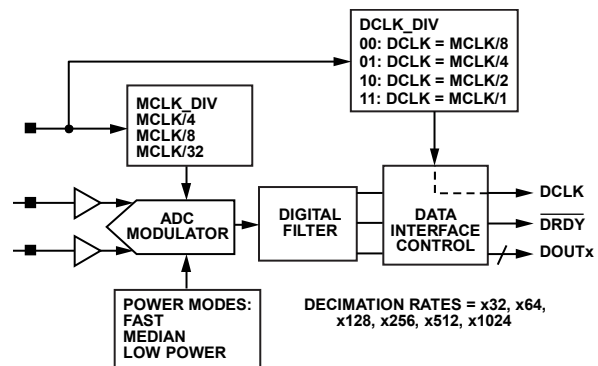 DCLK_DIV
00: DCLK = MCLK/8
01: DCLK = MCLK/4
10: DCLK = MCLK/2
11: DCLK = MCLK/1
MCLK_DIV
MCLK/4
MCLK/8
MCLK/32
ADC
MODULATOR
DIGITAL
FILTER
DATA
INTERFACE
CONTROL
DCLK
DRDY
DOUTx
POWER MODES:
FAST
MEDIAN
LOW POWER
DECIMATION RATES = x32, x64,
x128, x256, x512, x1024